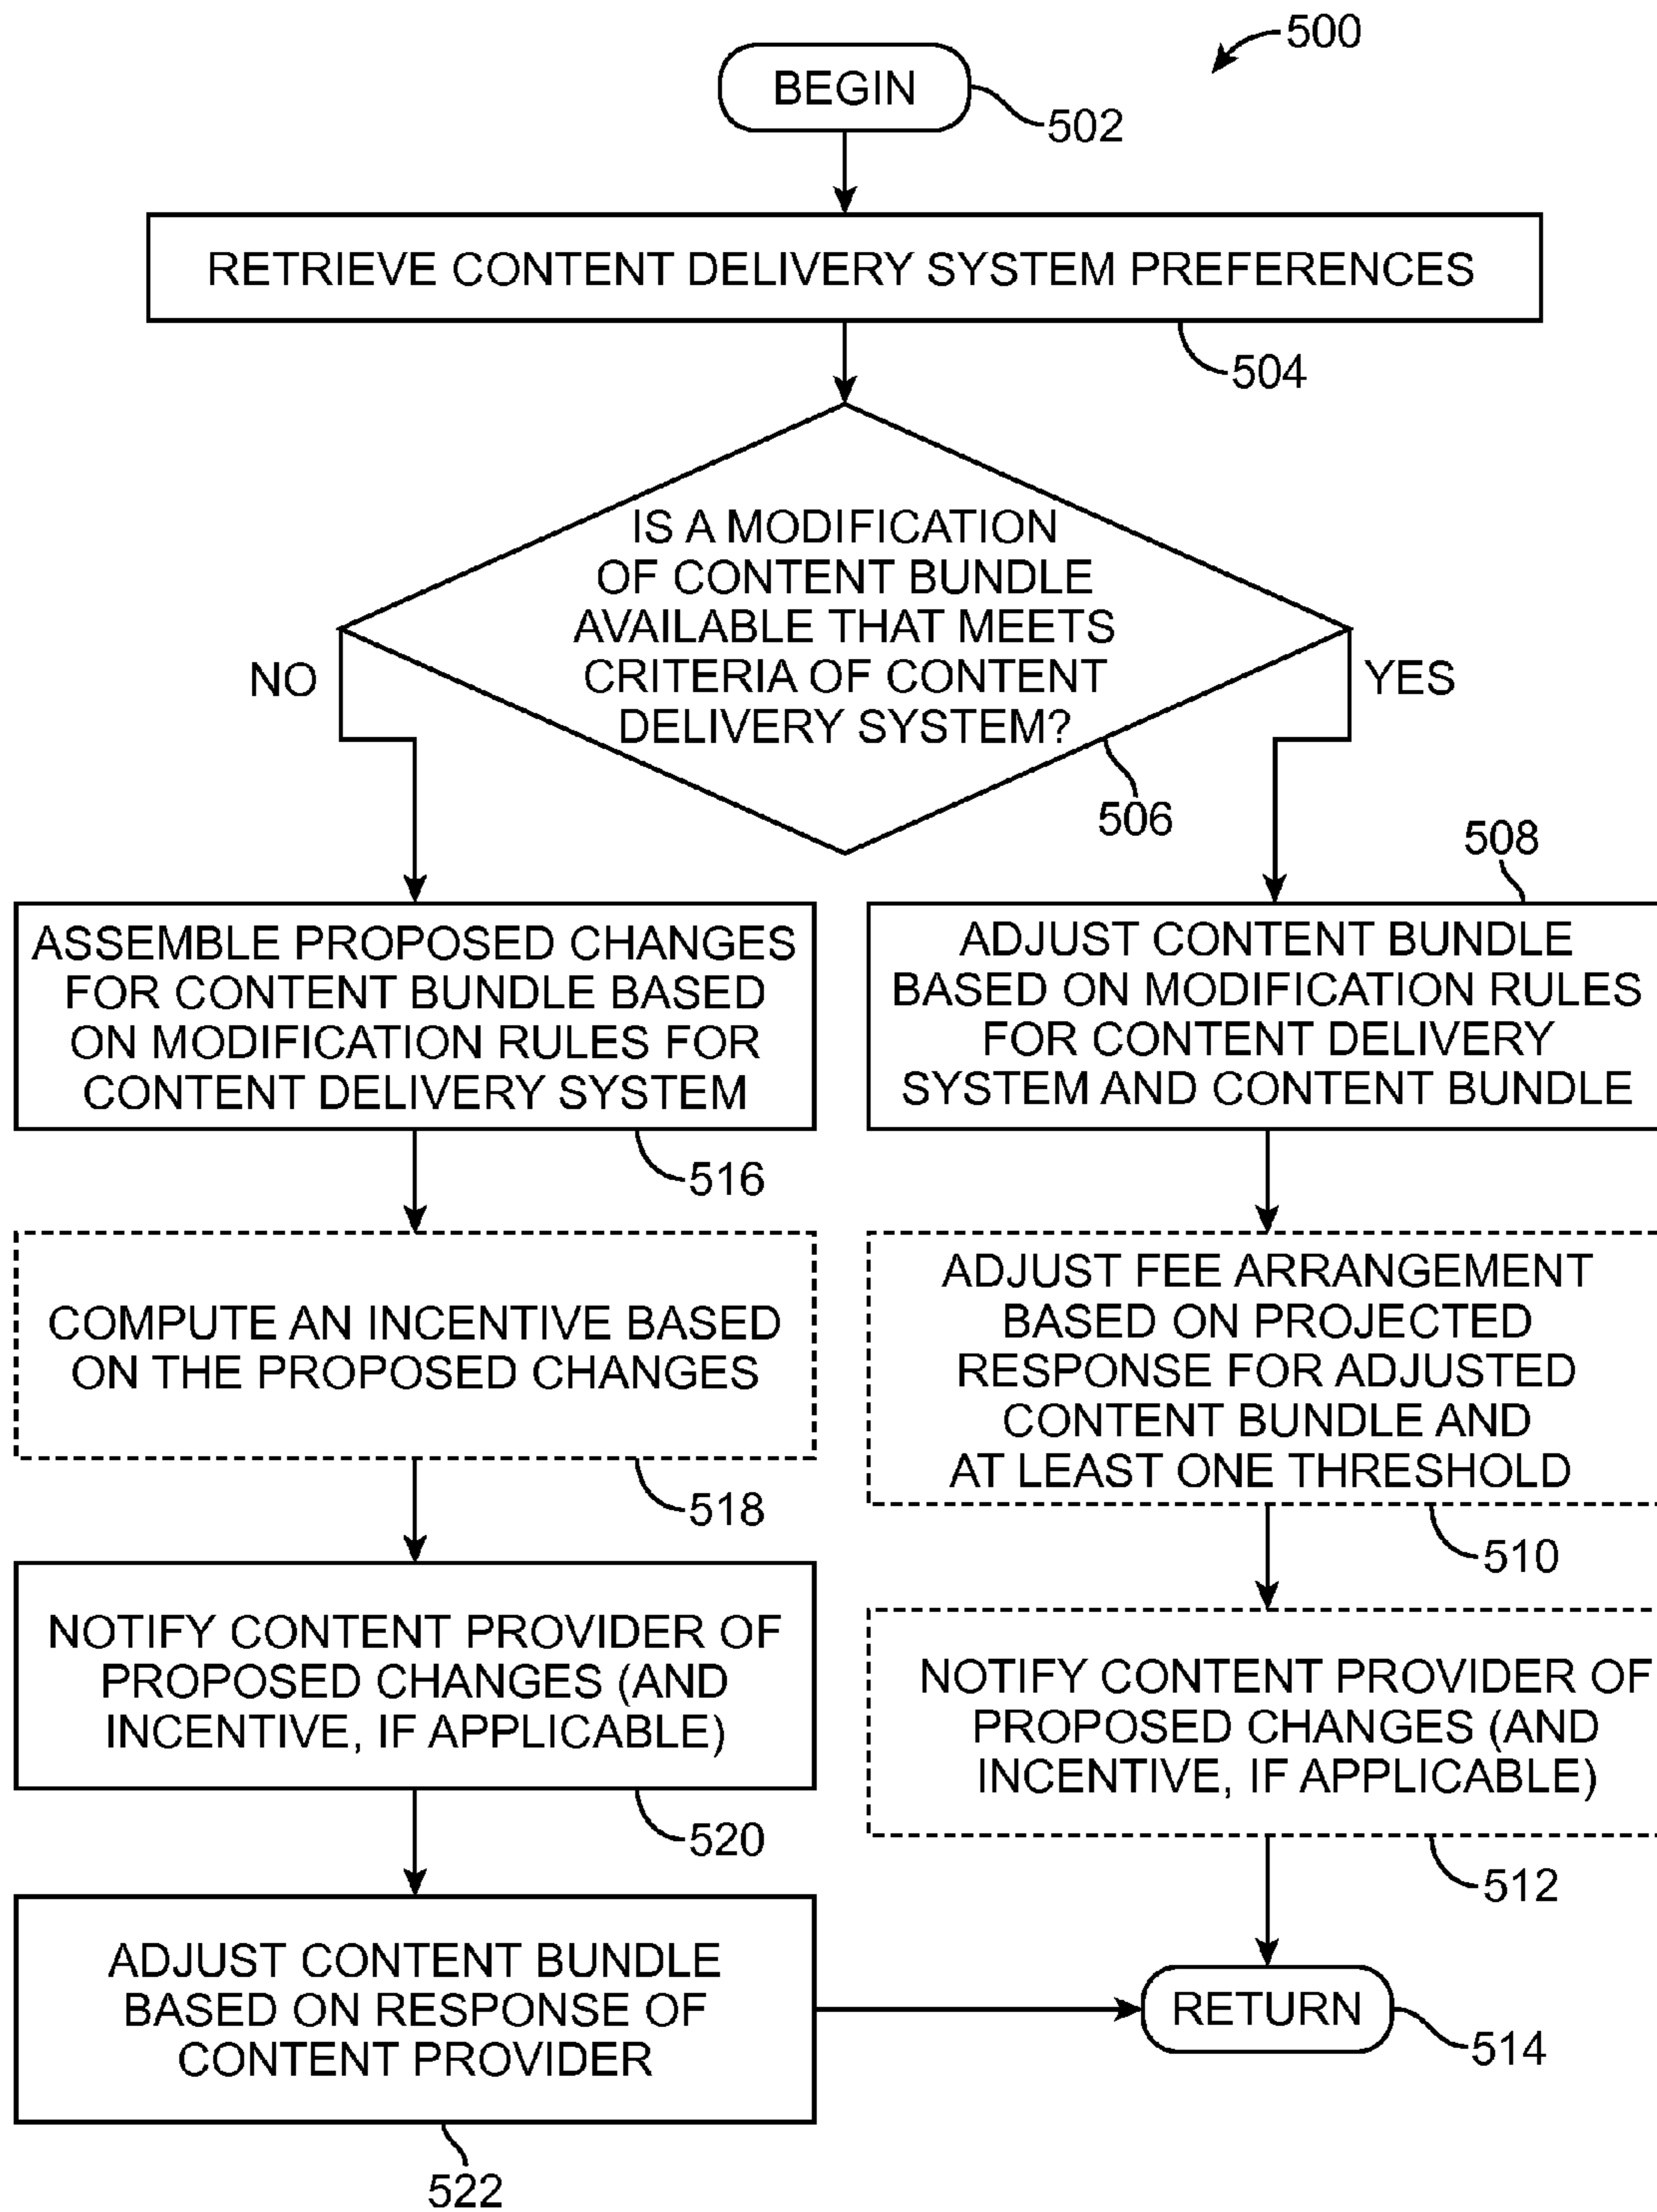 500
BEGIN
502
RETRIEVE CONTENT DELIVERY SYSTEM PREFERENCES
504
IS A MODIFICATION
OF CONTENT BUNDLE
AVAILABLE THAT MEETS
CRITERIA OF CONTENT
DELIVERY SYSTEM?
NO
YES
506
508
ASSEMBLE PROPOSED CHANGES
FOR CONTENT BUNDLE BASED
ON MODIFICATION RULES FOR
CONTENT DELIVERY SYSTEM
516
ADJUST CONTENT BUNDLE
BASED ON MODIFICATION RULES
FOR CONTENT DELIVERY
SYSTEM AND CONTENT BUNDLE
COMPUTE AN INCENTIVE BASED
ON THE PROPOSED CHANGES
518
ADJUST FEE ARRANGEMENT
BASED ON PROJECTED
RESPONSE FOR ADJUSTED
CONTENT BUNDLE AND
AT LEAST ONE THRESHOLD
510
NOTIFY CONTENT PROVIDER OF
PROPOSED CHANGES (AND
INCENTIVE, IF APPLICABLE)
520
NOTIFY CONTENT PROVIDER OF
PROPOSED CHANGES (AND
INCENTIVE, IF APPLICABLE)
512
ADJUST CONTENT BUNDLE
BASED ON RESPONSE OF
CONTENT PROVIDER
522
RETURN
514